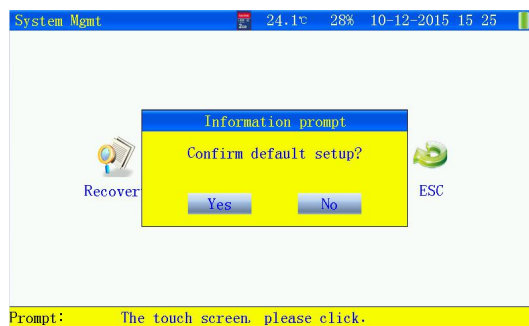 System Mgmt 24.1℃ 28% 10-12-2015 15 25
Information prompt
Confirm default setup?
Recover
ESC
Yes No
Prompt: The touch screen, please click.